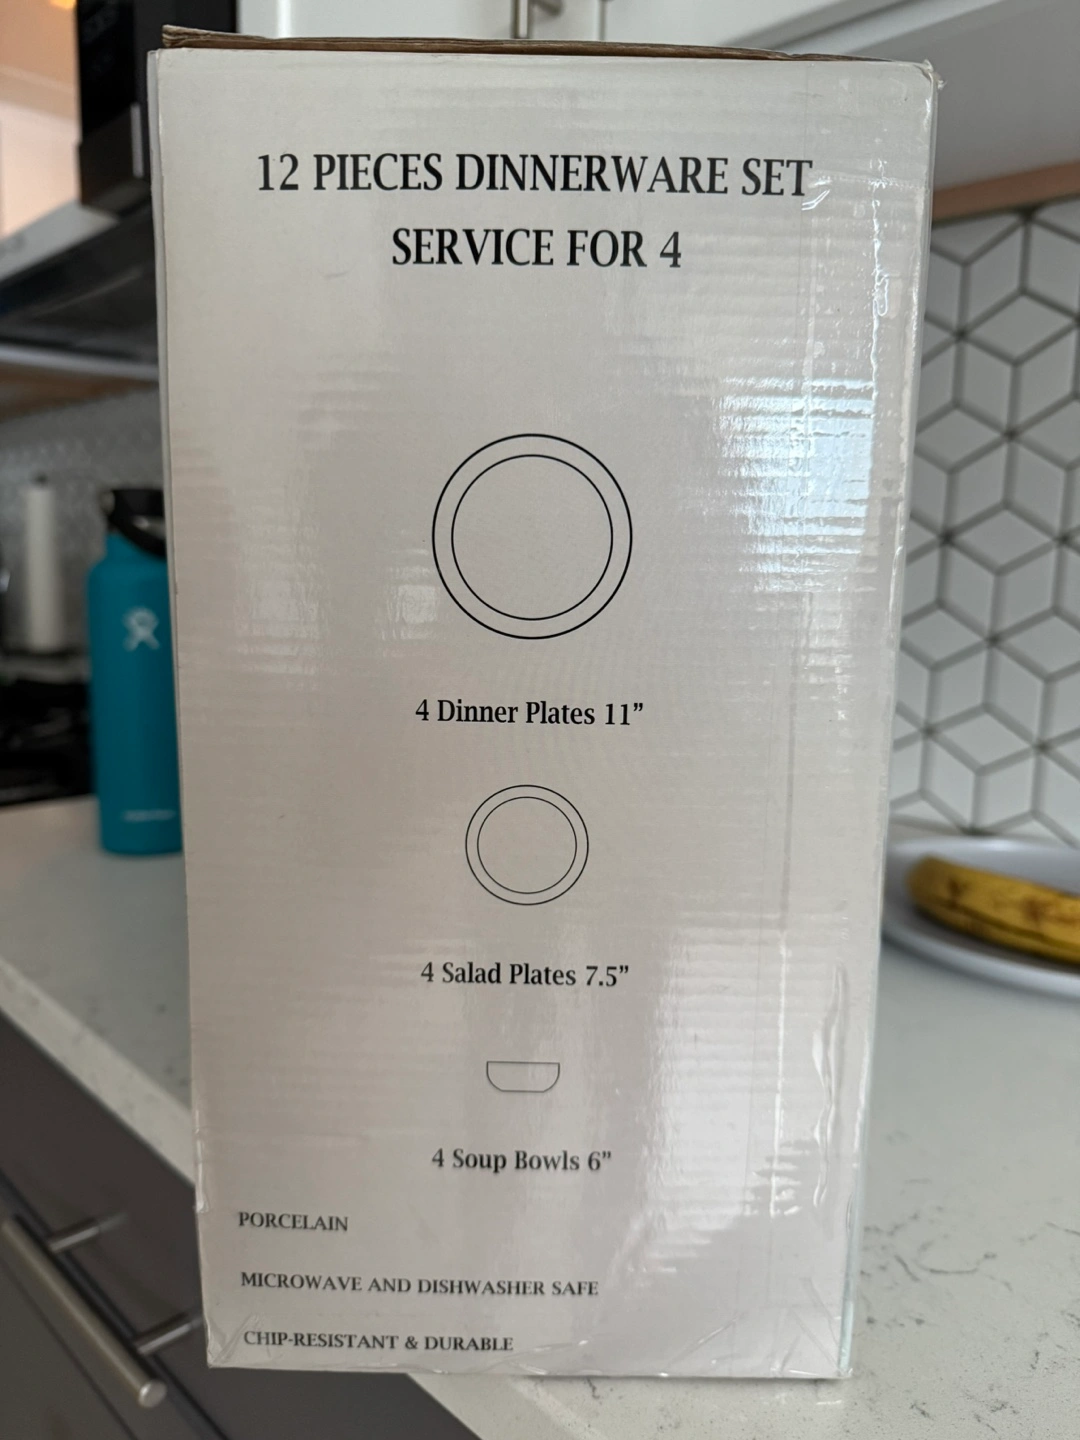 12 PIECES DINNERWARE SET
SERVICE FOR 4
4 Dinner Plates 11”
4 Salad Plates 7.5”
4 Soup Bowls 6”
PORCELAIN
MICROWAVE AND DISHWASHER SAFE
CHIP-RESISTANT & DURABLE